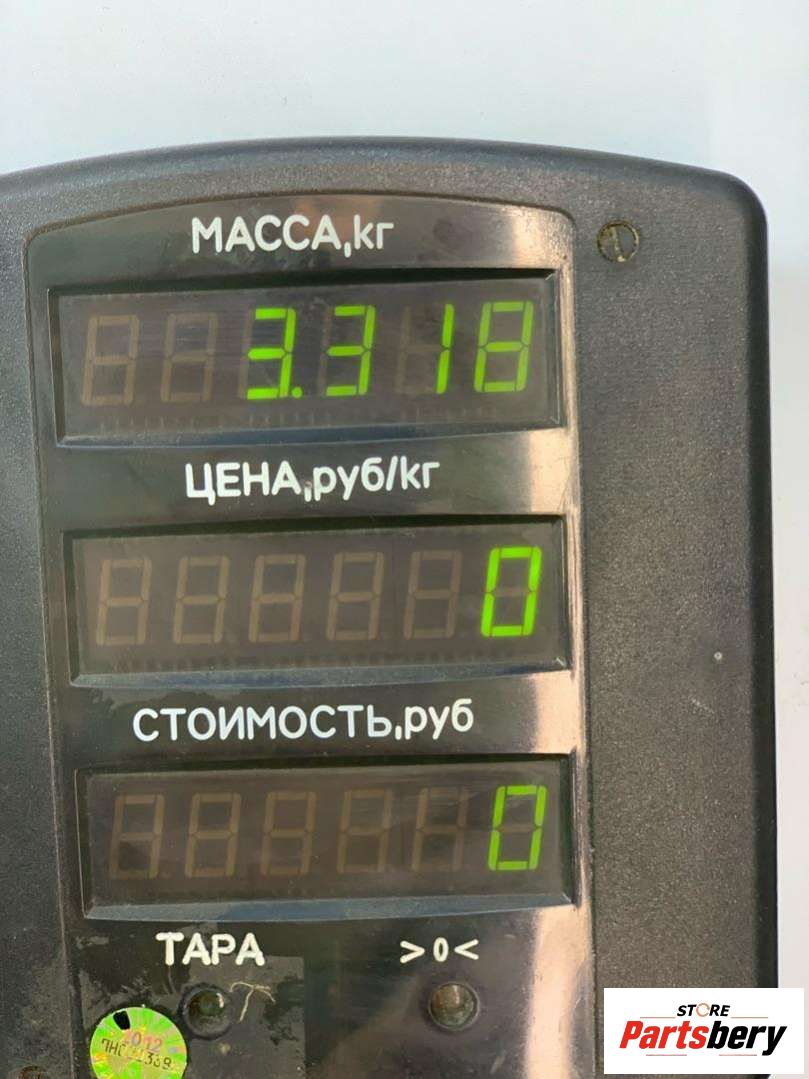 МАССА,кг
3.318
ЦЕНА,руб/кг
0
СТОИМОСТЬ,руб
0
ТАРА >0<
STORE
Partsbery